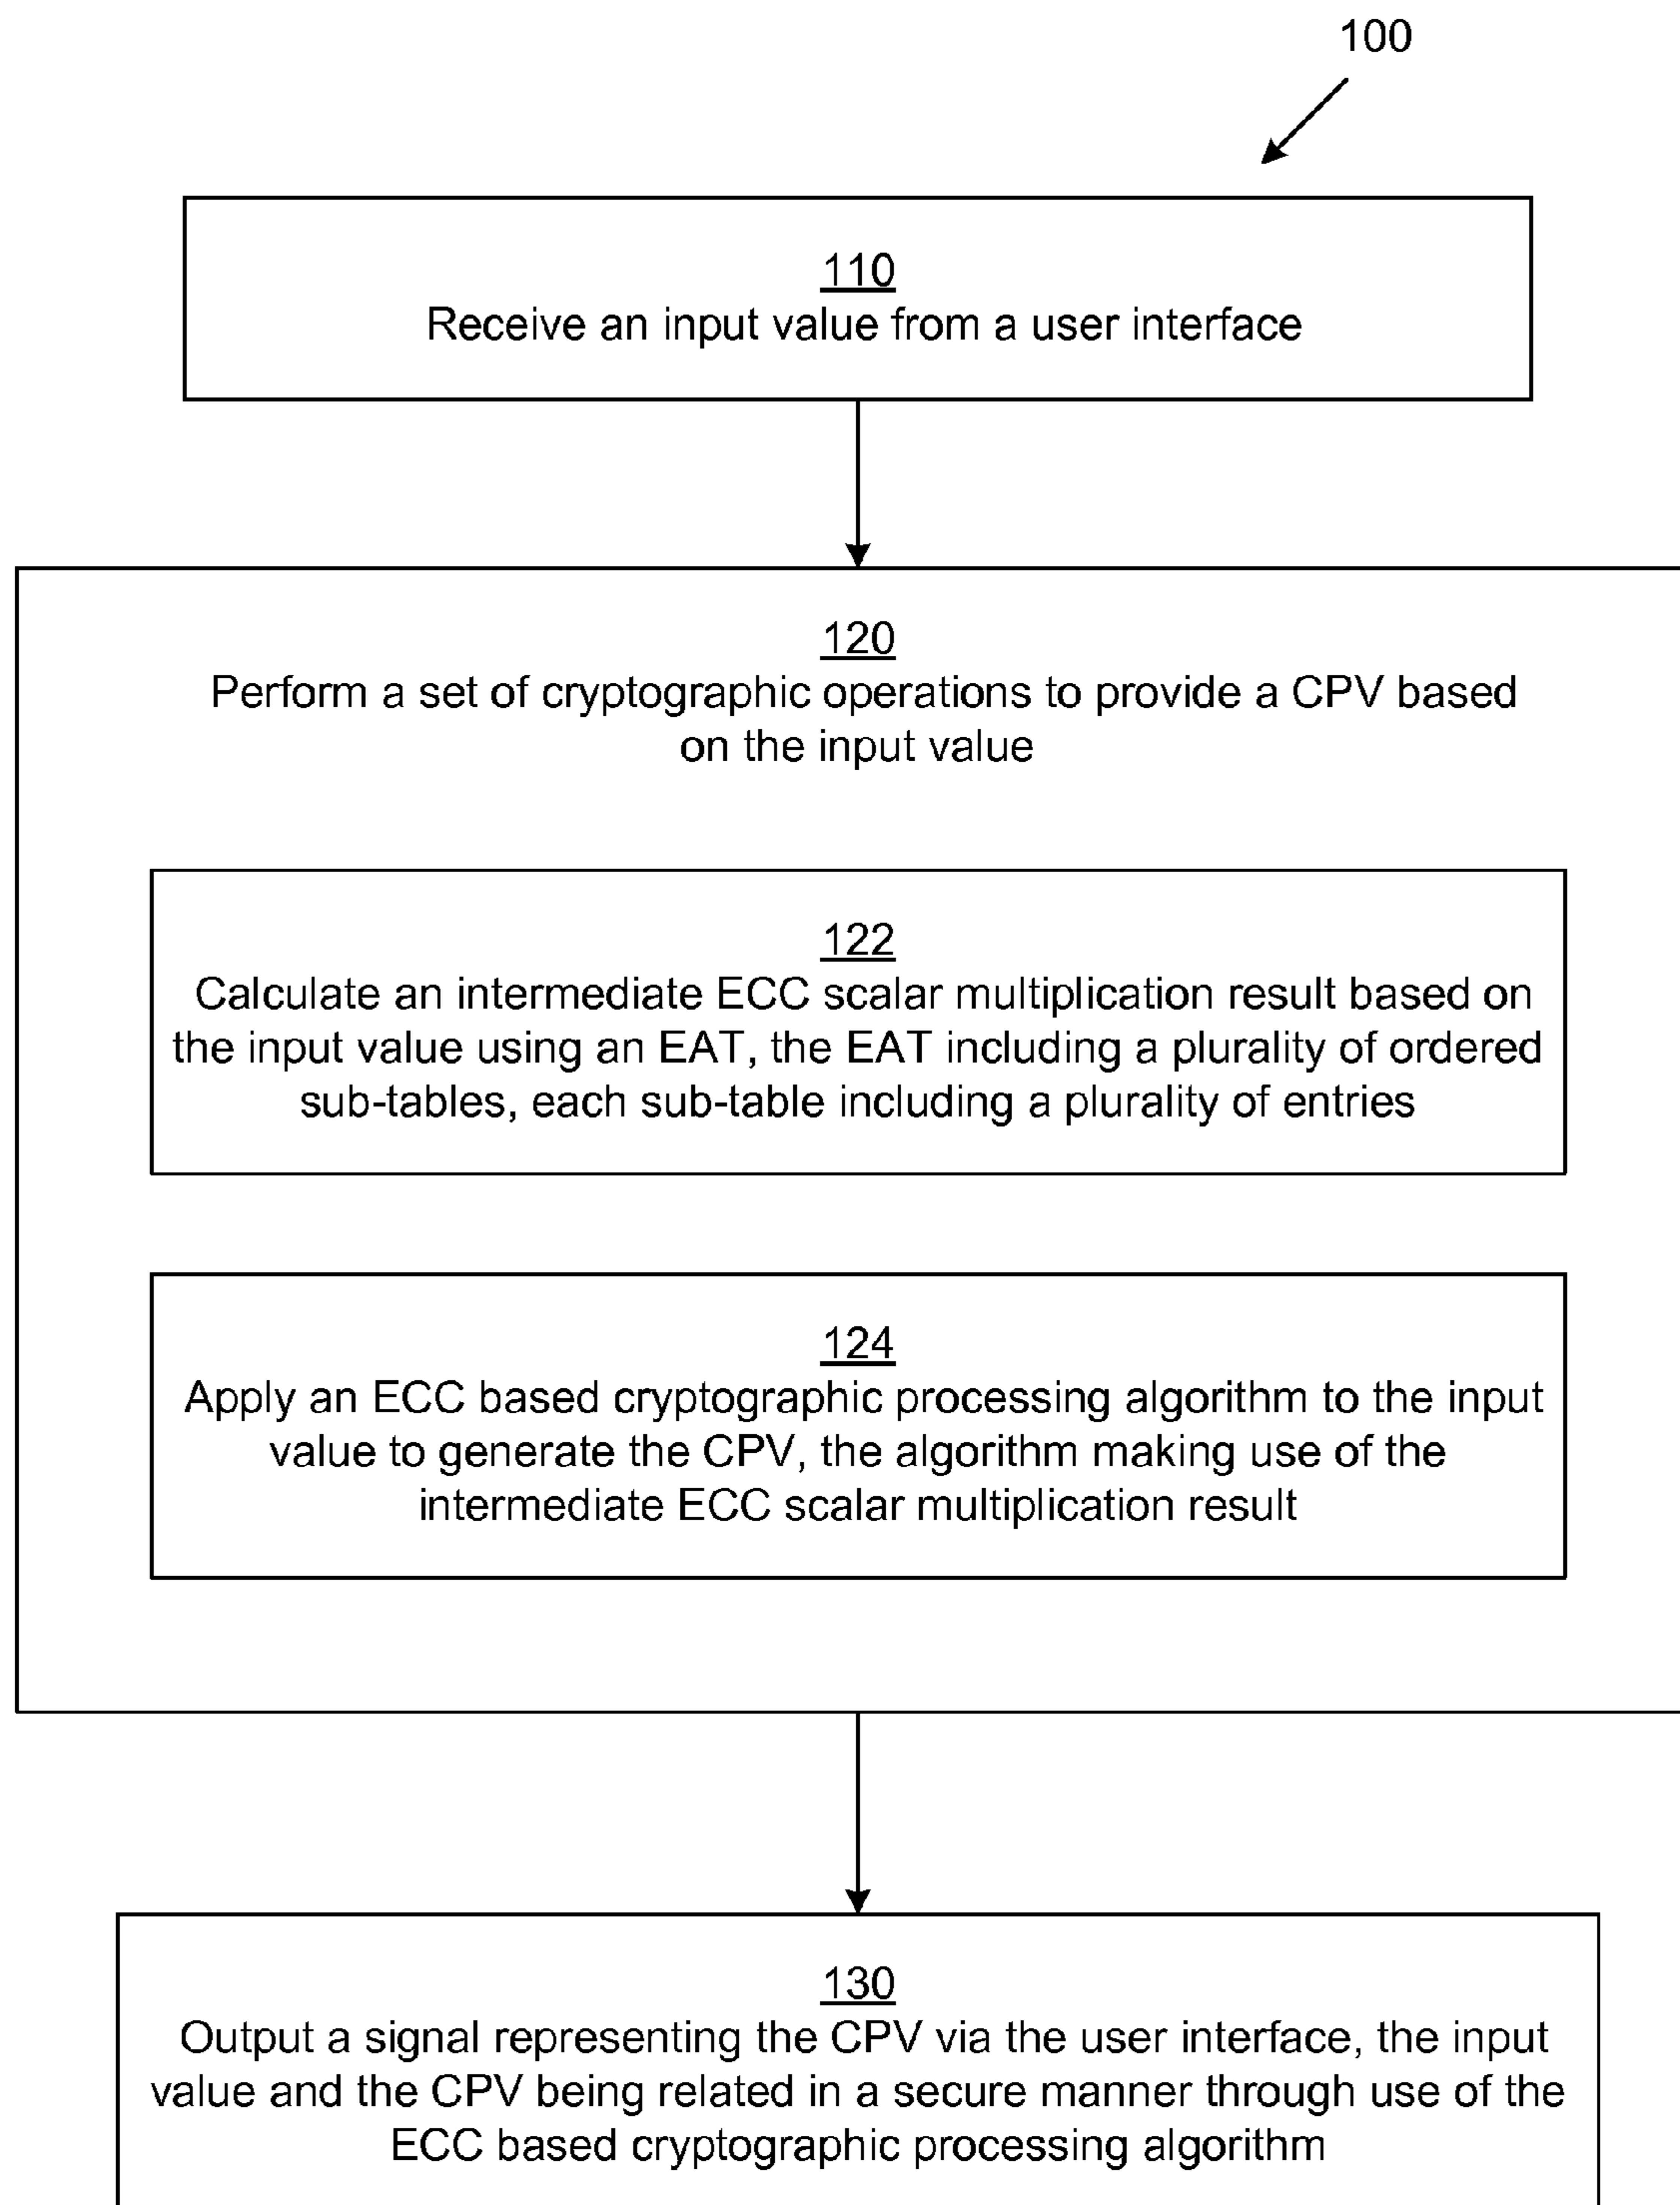 100
110
Receive an input value from a user interface
120
Perform a set of cryptographic operations to provide a CPV based
on the input value
122
Calculate an intermediate ECC scalar multiplication result based on
the input value using an EAT, the EAT including a plurality of ordered
sub-tables, each sub-table including a plurality of entries
124
Apply an ECC based cryptographic processing algorithm to the input
value to generate the CPV, the algorithm making use of the
intermediate ECC scalar multiplication result
130
Output a signal representing the CPV via the user interface, the input
value and the CPV being related in a secure manner through use of the
ECC based cryptographic processing algorithm